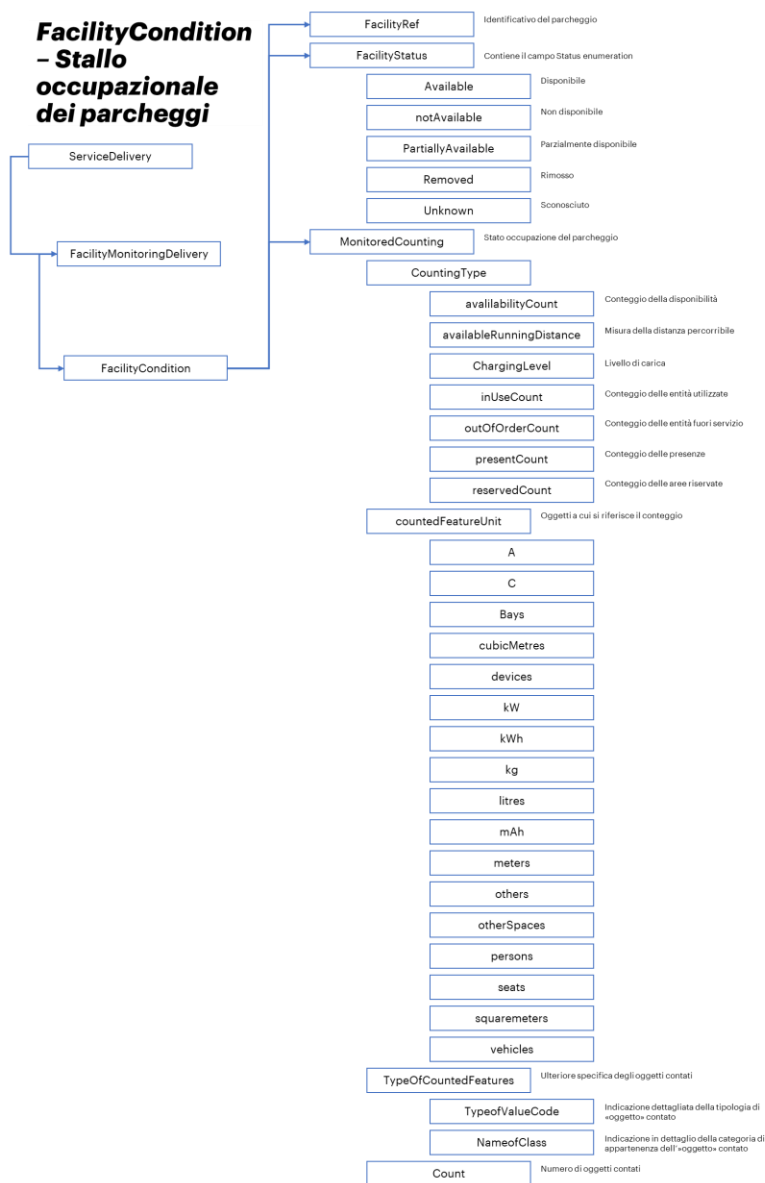 FacilityCondition
– Stallo
occupazionale
dei parcheggi
ServiceDelivery
FacilityMonitoringDelivery
FacilityCondition
FacilityRef
Identificativo del parcheggio
FacilityStatus
Contiene il campo Status enumeration
Available
Disponibile
notAvailable
Non disponibile
PartiallyAvailable
Parzialmente disponibile
Removed
Rimosso
Unknown
Sconosciuto
MonitoredCounting
Stato occupazione del parcheggio
CountingType
avalilabilityCount
Conteggio della disponibilità
availableRunningDistance
Misura della distanza percorribile
ChargingLevel
Livello di carica
inUseCount
Conteggio delle entità utilizzate
outOfOrderCount
Conteggio delle entità fuori servizio
presentCount
Conteggio delle presenze
reservedCount
Conteggio delle aree riservate
countedFeatureUnit
Oggetti a cui si riferisce il conteggio
A
C
Bays
cubicMetres
devices
kW
kWh
kg
litres
mAh
meters
others
otherSpaces
persons
seats
squaremeters
vehicles
TypeOfCountedFeatures
Ulteriore specifica degli oggetti contati
TypeofValueCode
Indicazione dettagliata della tipologia di
«oggetto» contato
NameofClass
Indicazione in dettaglio della categoria di
appartenenza dell'»oggetto» contato
Count
Numero di oggetti contati